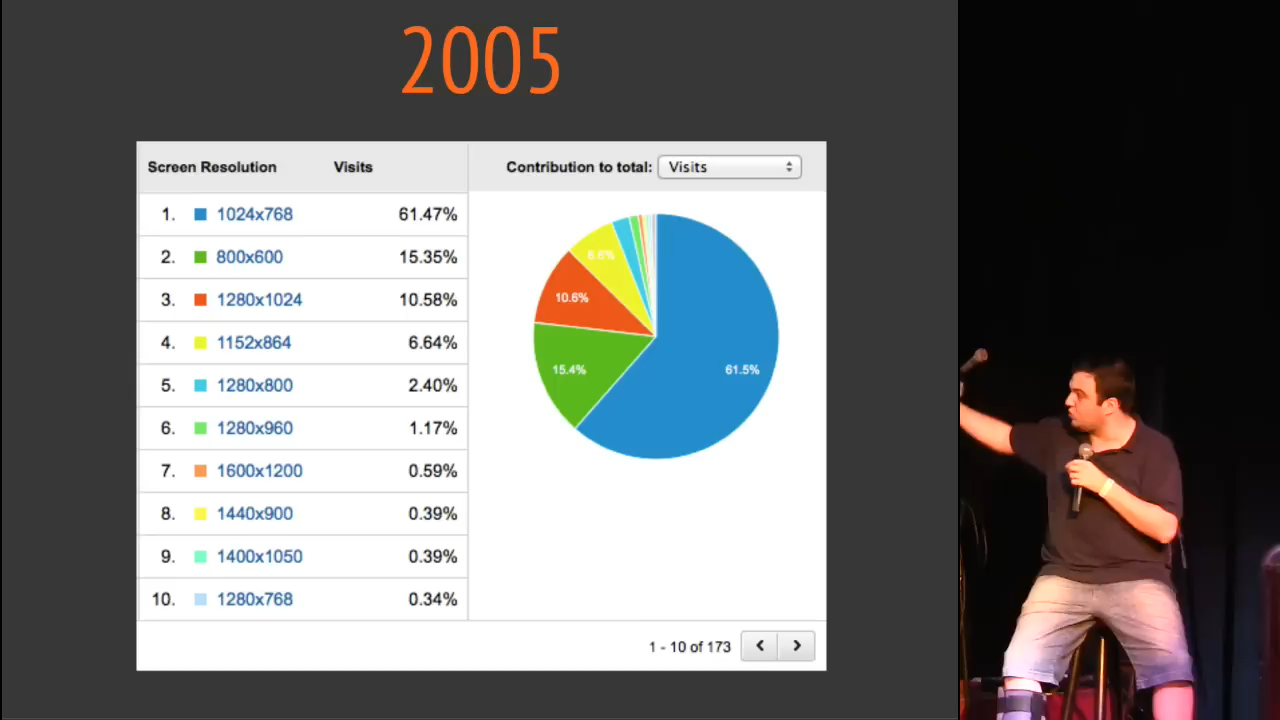 2005
Screen Resolution Visits Contribution to total: Visits
1. 1024x768 61.47%
2. 800x600 15.35%
3. 1280x1024 10.58%
4. 1152x864 6.64%
5. 1280x800 2.40%
6. 1280x960 1.17%
7. 1600x1200 0.59%
8. 1440x900 0.39%
9. 1400x1050 0.39%
10. 1280x768 0.34%
6.6%
10.6%
15.4%
61.5%
1 - 10 of 173